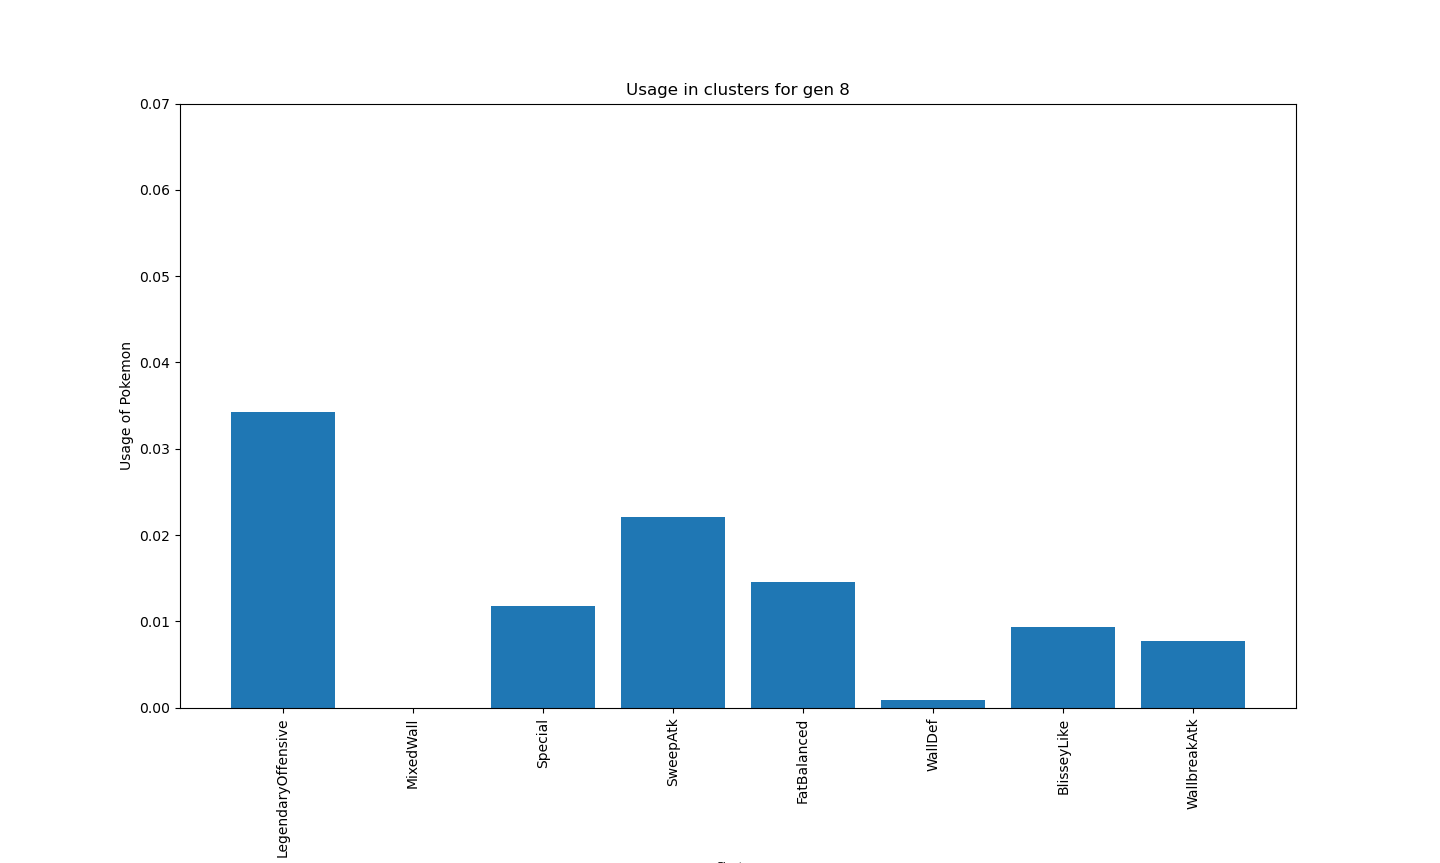 Usage in clusters for gen 8
Usage of Pokemon
0.07
0.06
0.05
0.04
0.03
0.02
0.01
0.00
LegendaryOffensive
MixedWall
Special
SweepAtk
FatBalanced
WallDef
BlisseyLike
WallbreakAtk